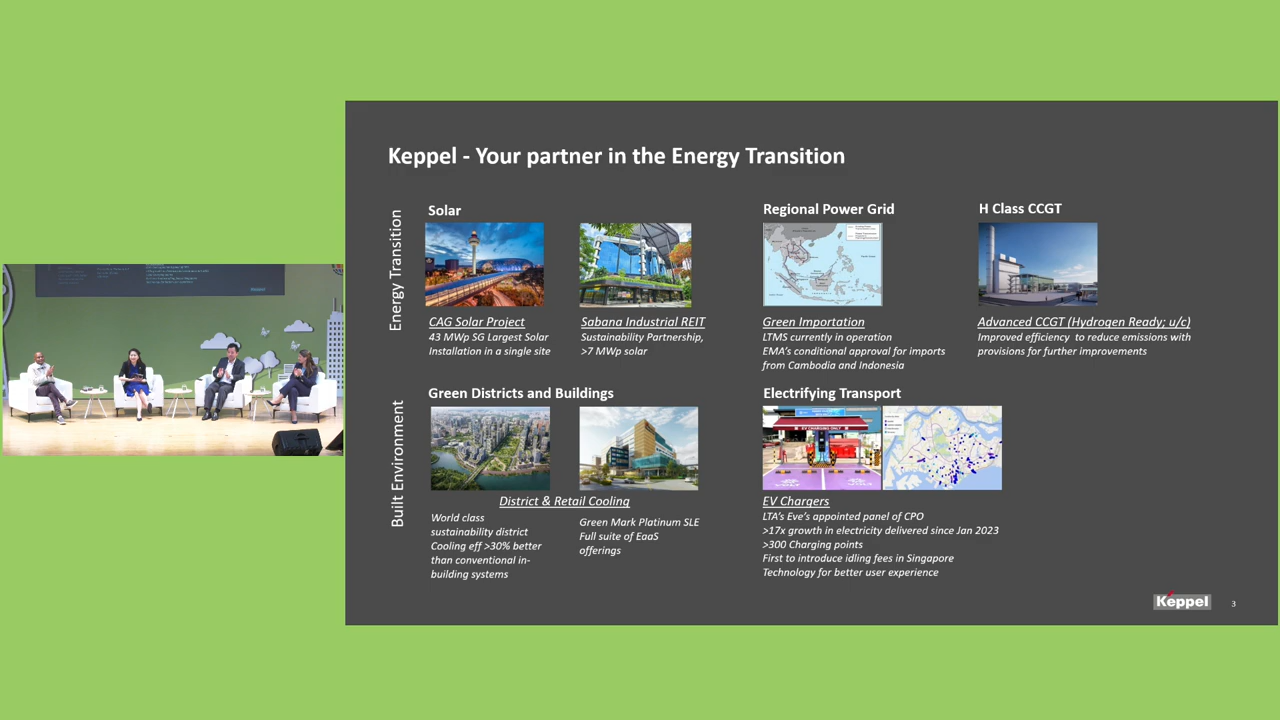 Keppel - Your partner in the Energy Transition
Energy Transition
Solar
CAG Solar Project
43 MWp SG Largest Solar
Installation in a single site
Sabana Industrial REIT
Sustainability Partnership,
>7 MWp solar
Regional Power Grid
Green Importation
LTMS currently in operation
EMA's conditional approval for imports
from Cambodia and Indonesia
H Class CCGT
Advanced CCGT (Hydrogen Ready; u/c)
Improved efficiency to reduce emissions with
provisions for further improvements
Built Environment
Green Districts and Buildings
District & Retail Cooling
World class
sustainability district
Cooling eff >30% better
than conventional in-
building systems
Green Mark Platinum SLE
Full suite of EaaS
offerings
Electrifying Transport
EV CHARGING ONLY
EV Chargers
LTA's Eve's appointed panel of CPO
>17x growth in electricity delivered since Jan 2023
>300 Charging points
First to introduce idling fees in Singapore
Technology for better user experience
Keppel
3